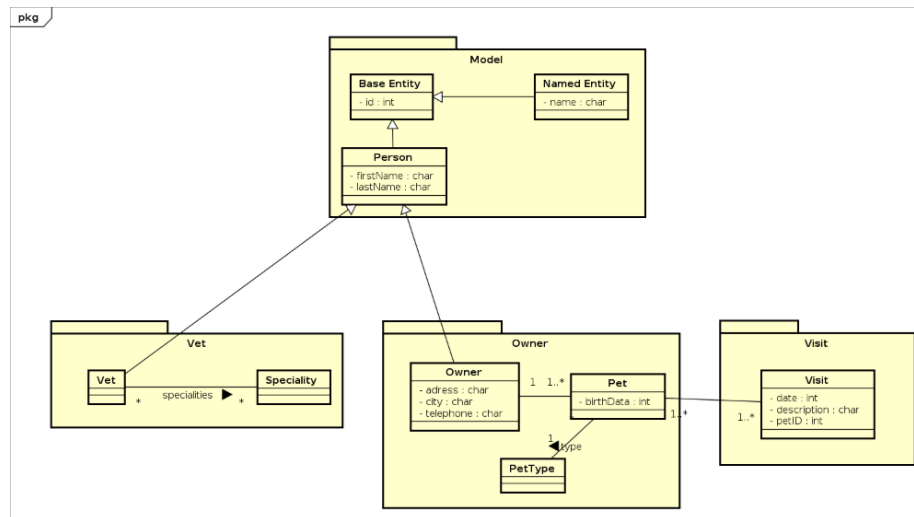 pkg
Model
Base Entity
- id : int
Named Entity
- name : char
Person
- firstName : char
- lastName : char
Vet
Vet
specialities
*
*
Speciality
Owner
Owner
- adress : char
- city : char
- telephone : char
1
1..*
Pet
- birthData : int
1..*
1
type
PetType
Visit
Visit
- date : int
- description : char
- petID : int
1..*